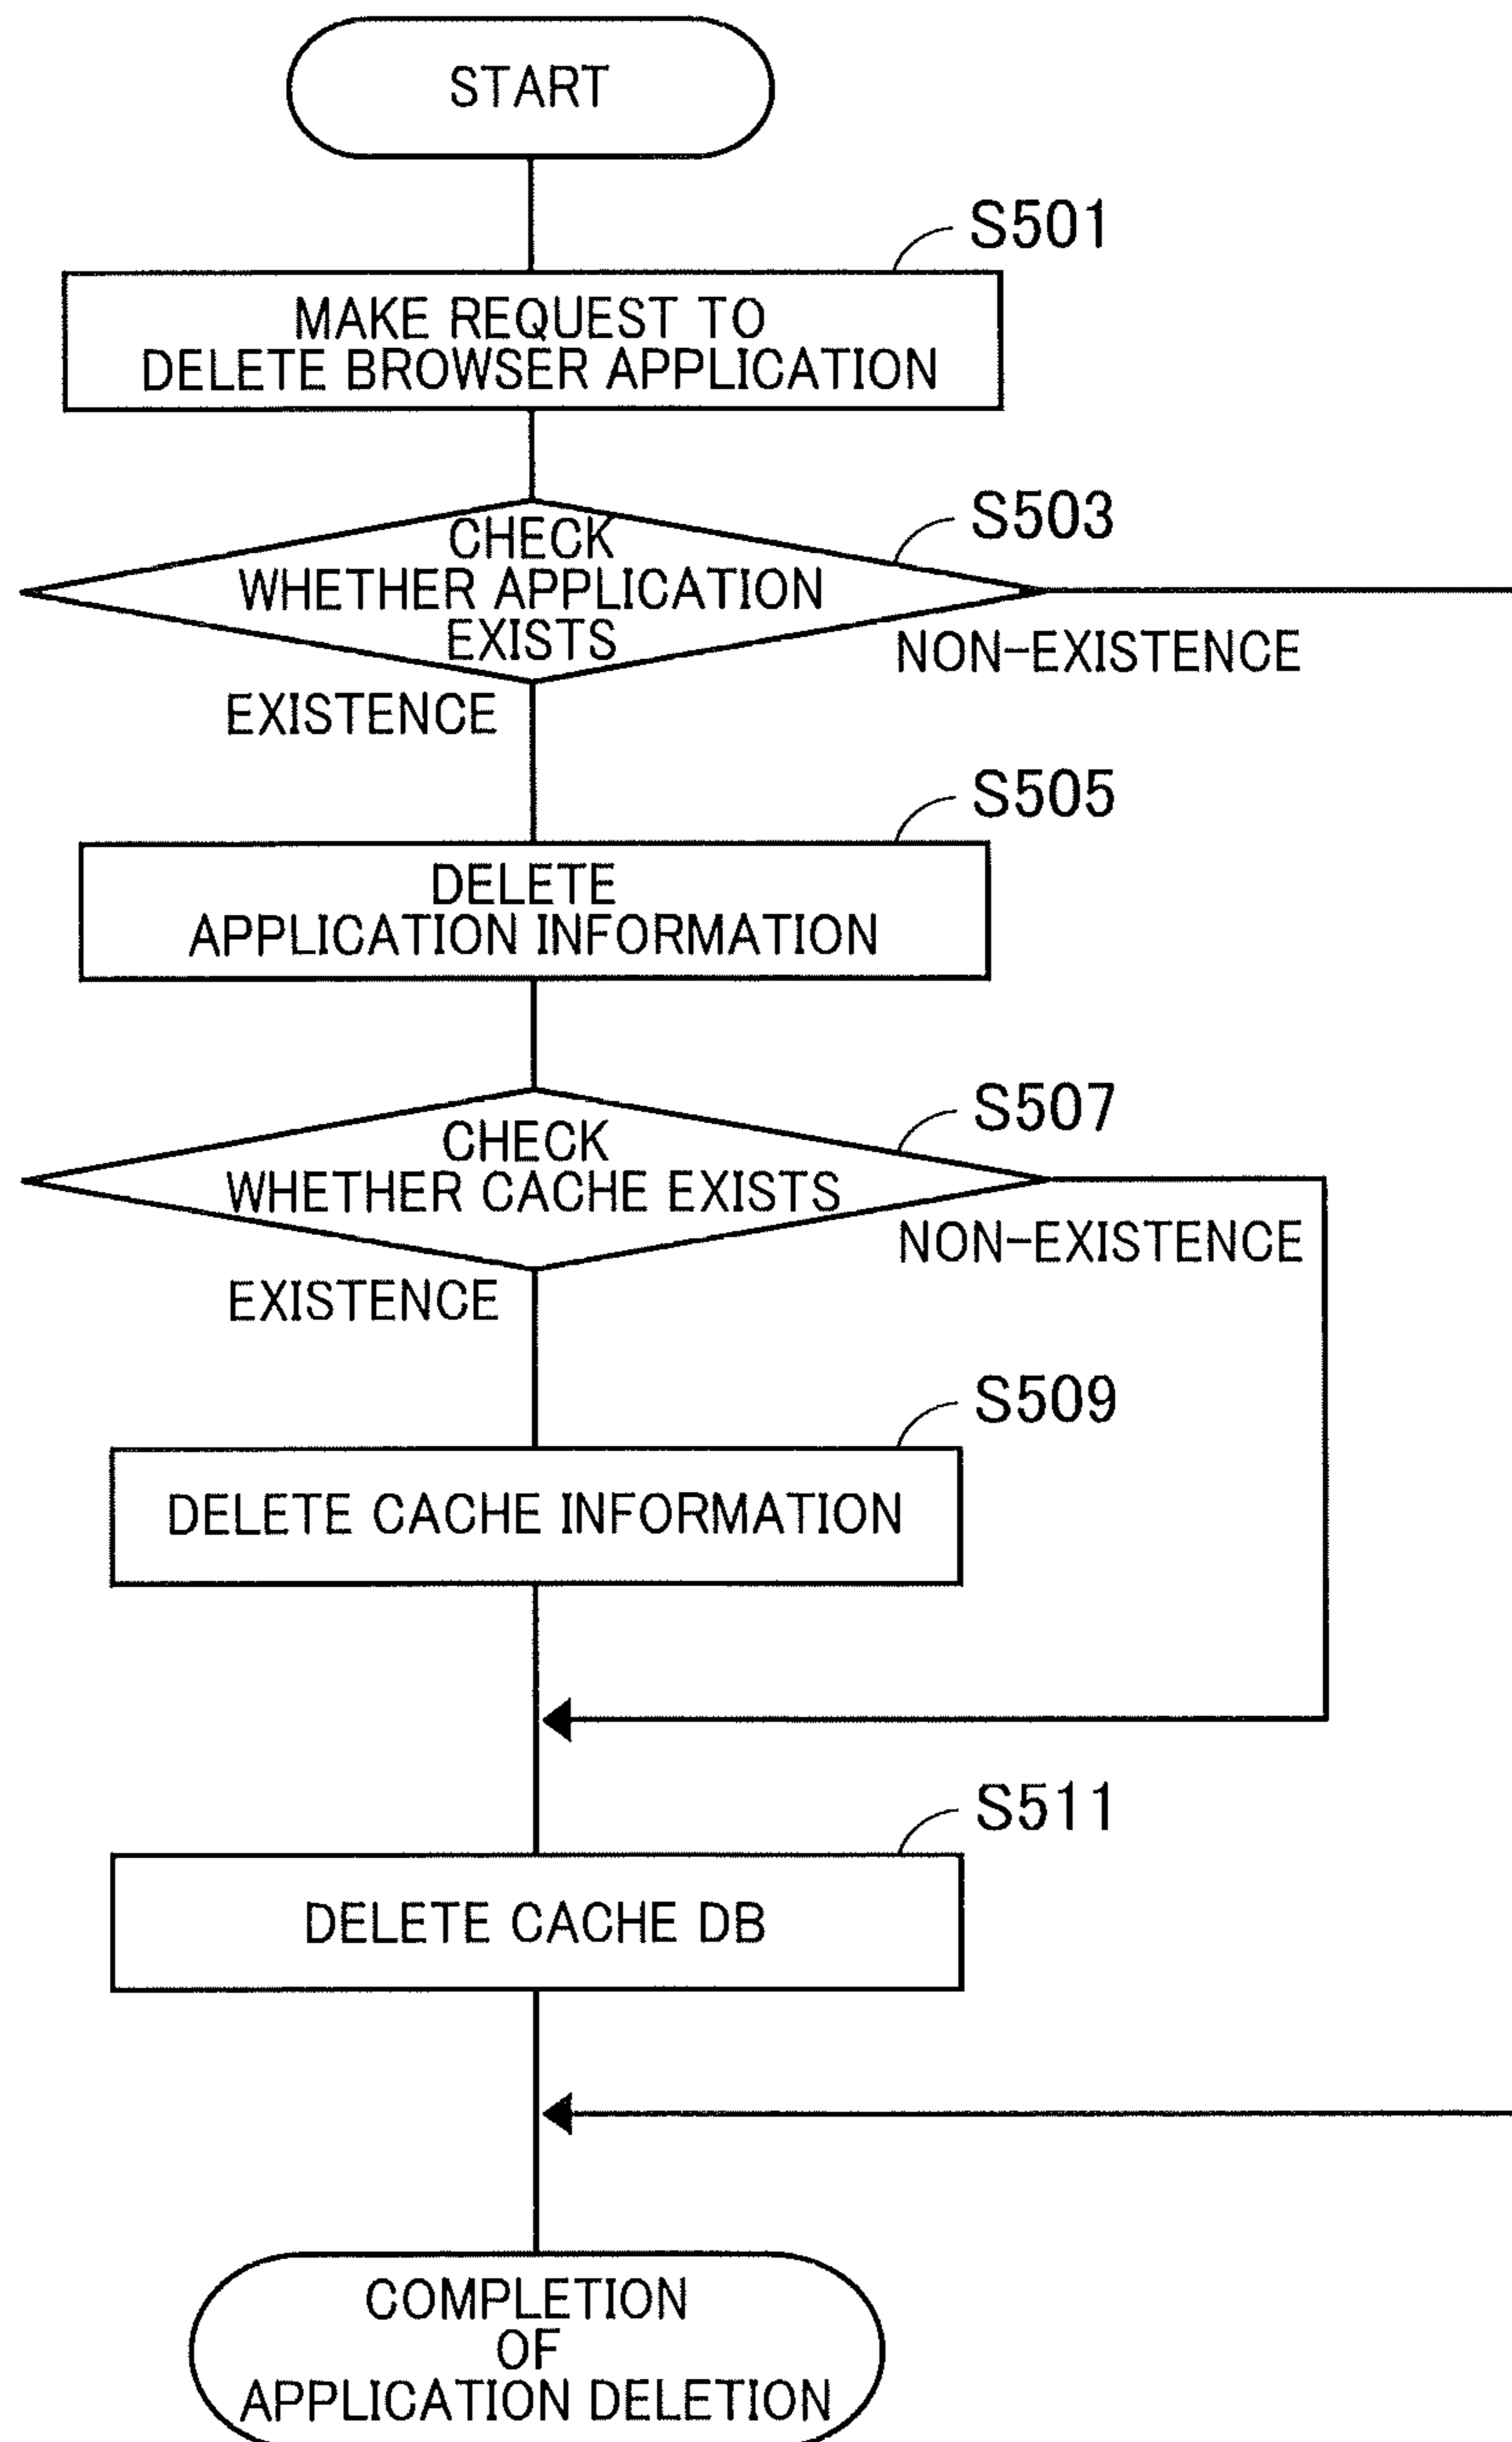 START
S501
MAKE REQUEST TO
DELETE BROWSER APPLICATION
S503
CHECK
WHETHER APPLICATION
EXISTS
NON-EXISTENCE
EXISTENCE
S505
DELETE
APPLICATION INFORMATION
S507
CHECK
WHETHER CACHE EXISTS
NON-EXISTENCE
EXISTENCE
S509
DELETE CACHE INFORMATION
S511
DELETE CACHE DB
COMPLETION
OF
APPLICATION DELETION